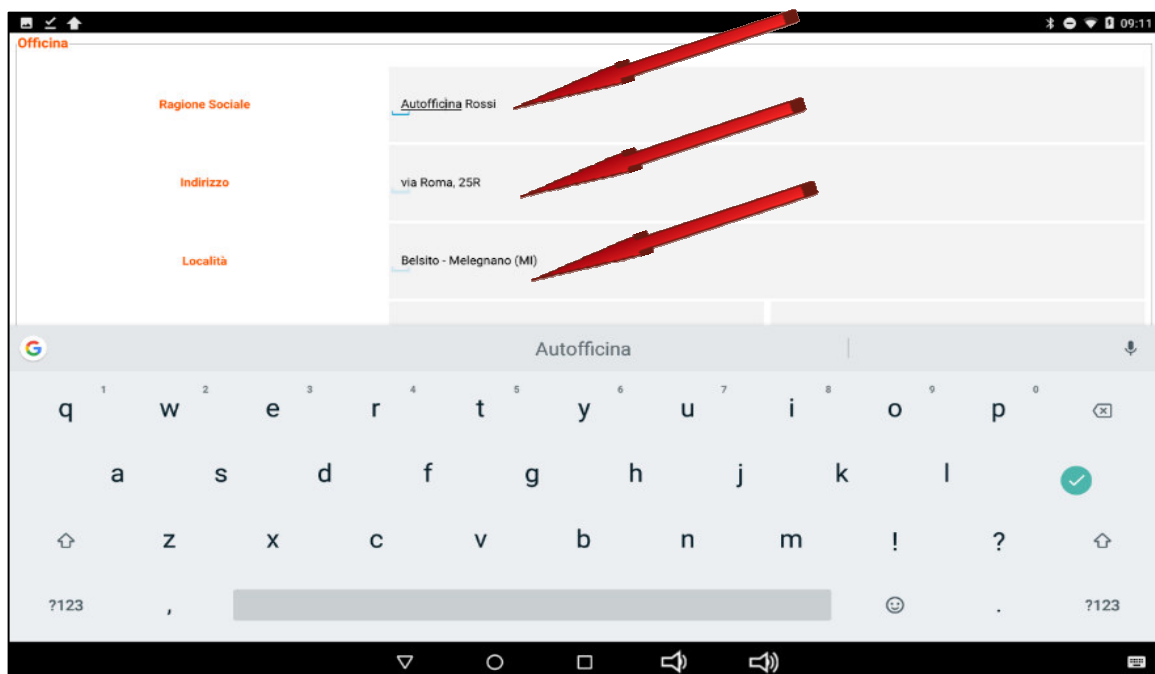 09:11
Officina
Ragione Sociale Autofficina Rossi
Indirizzo via Roma, 25R
Località Belsito - Melegnano (MI)
G Autofficina
q 1 w 2 e 3 r 4 t 5 y 6 u 7 i 8 o 9 p 0
a s d f g h j k l
z x c v b n m ! ?
?123 , . ?123